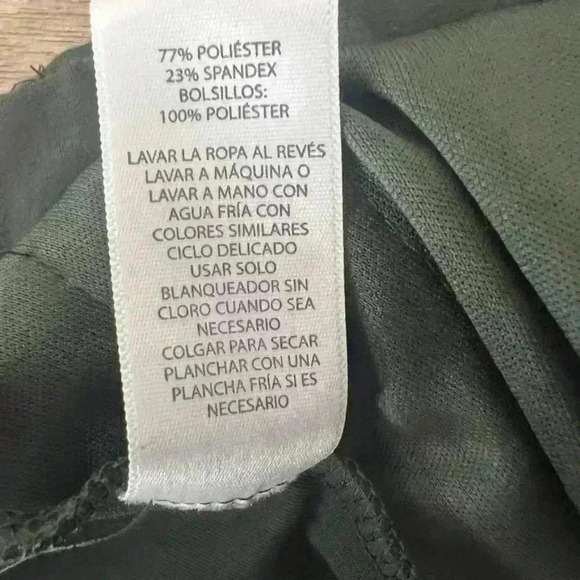 77% POLIÉSTER
23% SPANDEX
BOLSILLOS:
100% POLIÉSTER
LAVAR LA ROPA AL REVÉS
LAVAR A MÁQUINA O
LAVAR A MANO CON
AGUA FRÍA CON
COLORES SIMILARES
CICLO DELICADO
USAR SOLO
BLANQUEADOR SIN
CLORO CUANDO SEA
NECESARIO
COLGAR PARA SECAR
PLANCHAR CON UNA
PLANCHA FRÍA SI ES
NECESARIO